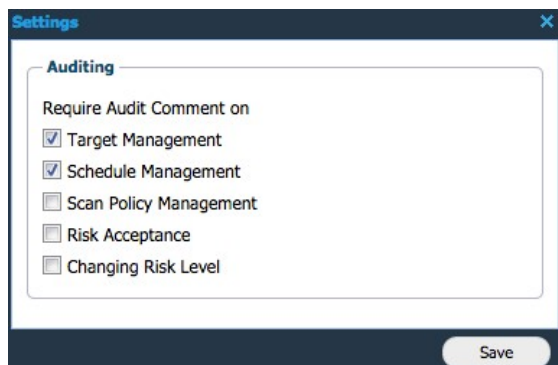 Settings
Auditing
Require Audit Comment on
Target Management
Schedule Management
Scan Policy Management
Risk Acceptance
Changing Risk Level
Save